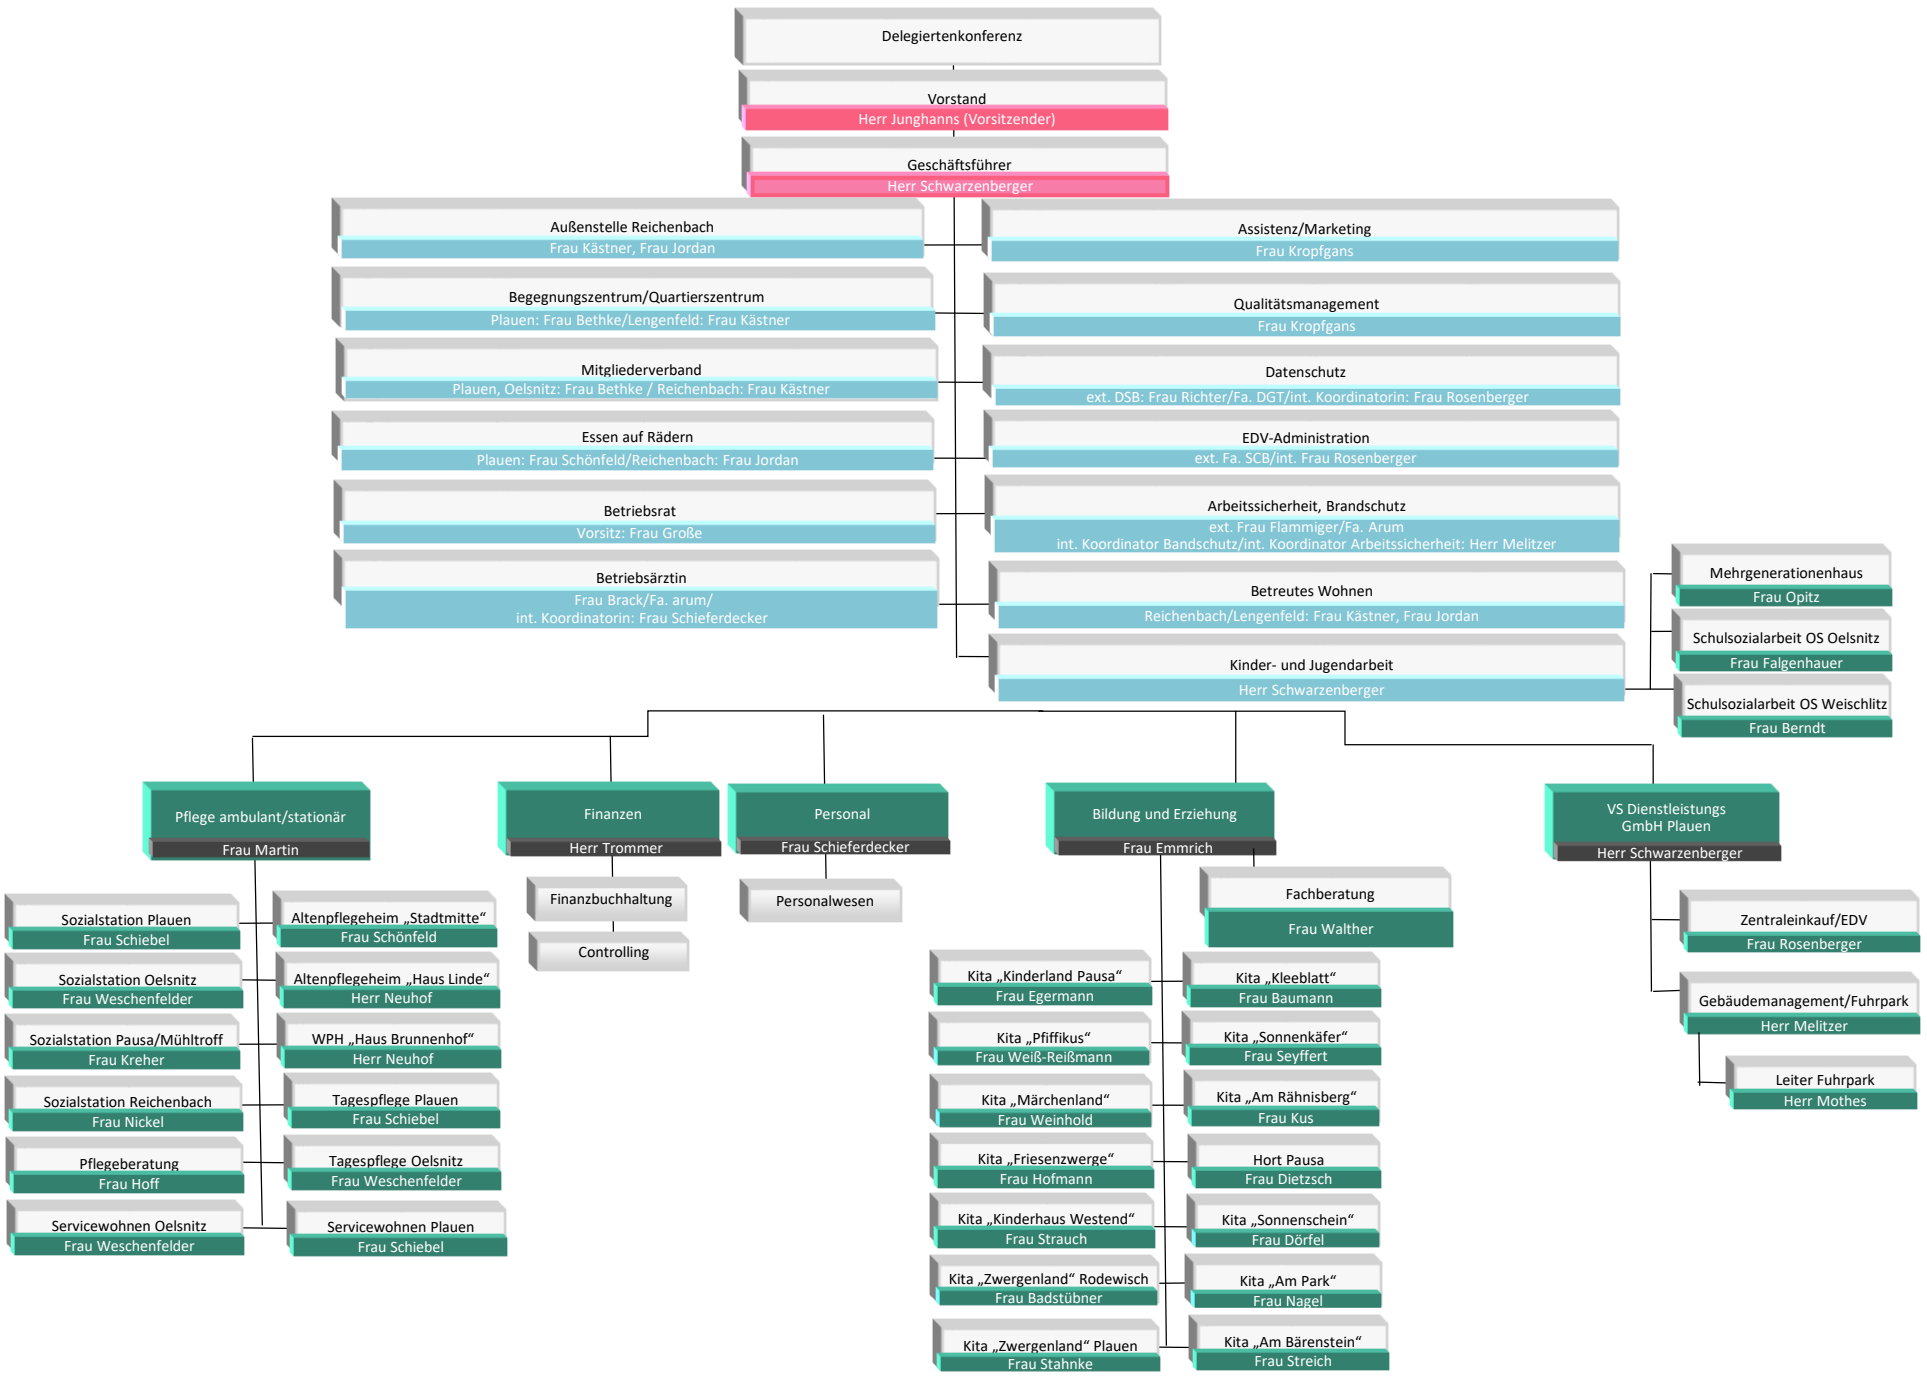 Delegiertenkonferenz
Vorstand
Herr Junghanns (Vorsitzender)
Geschäftsführer
Herr Schwarzenberger
Außenstelle Reichenbach
Frau Kästner, Frau Jordan
Assistenz/Marketing
Frau Kropfgans
Begegnungszentrum/Quartierszentrum
Plauen: Frau Bethke/Lengenfeld: Frau Kästner
Qualitätsmanagement
Frau Kropfgans
Mitgliederverband
Plauen, Oelsnitz: Frau Bethke / Reichenbach: Frau Kästner
Datenschutz
ext. DSB: Frau Richter/Fa. DGT/int. Koordinatorin: Frau Rosenberger
Essen auf Rädern
Plauen: Frau Schönfeld/Reichenbach: Frau Jordan
EDV-Administration
ext. Fa. SCB/int. Frau Rosenberger
Betriebsrat
Vorsitz: Frau Große
Arbeitssicherheit, Brandschutz
ext. Frau Flammiger/Fa. Arum
int. Koordinator Bandschutz/int. Koordinator Arbeitssicherheit: Herr Melitzer
Betriebsärztin
Frau Brack/Fa. arum/
int. Koordinatorin: Frau Schieferdecker
Betreutes Wohnen
Reichenbach/Lengenfeld: Frau Kästner, Frau Jordan
Kinder- und Jugendarbeit
Herr Schwarzenberger
Mehrgenerationenhaus
Frau Opitz
Schulsozialarbeit OS Oelsnitz
Frau Falgenhauer
Schulsozialarbeit OS Weischlitz
Frau Berndt
Pflege ambulant/stationär
Frau Martin
Finanzen
Herr Trommer
Personal
Frau Schieferdecker
Bildung und Erziehung
Frau Emmrich
VS Dienstleistungs
GmbH Plauen
Herr Schwarzenberger
Sozialstation Plauen
Frau Schiebel
Altenpflegeheim „Stadtmitte“
Frau Schönfeld
Sozialstation Oelsnitz
Frau Weschenfelder
Altenpflegeheim „Haus Linde“
Herr Neuhof
Sozialstation Pausa/Mühltroff
Frau Kreher
WPH „Haus Brunnenhof“
Herr Neuhof
Sozialstation Reichenbach
Frau Nickel
Tagespflege Plauen
Frau Schiebel
Pflegeberatung
Frau Hoff
Tagespflege Oelsnitz
Frau Weschenfelder
Servicewohnen Oelsnitz
Frau Weschenfelder
Servicewohnen Plauen
Frau Schiebel
Finanzbuchhaltung
Controlling
Personalwesen
Fachberatung
Frau Walther
Kita „Kinderland Pausa“
Frau Egermann
Kita „Kleeblatt“
Frau Baumann
Kita „Pfiffikus“
Frau Weiß-Reißmann
Kita „Sonnenkäfer“
Frau Seyffert
Kita „Märchenland“
Frau Weinhold
Kita „Am Rähnisberg“
Frau Kus
Kita „Friesenzwerge“
Frau Hofmann
Hort Pausa
Frau Dietzsch
Kita „Kinderhaus Westend“
Frau Strauch
Kita „Sonnenschein“
Frau Dörfel
Kita „Zwergenland“ Rodewisch
Frau Badstübner
Kita „Am Park“
Frau Nagel
Kita „Zwergenland“ Plauen
Frau Stahnke
Kita „Am Bärenstein“
Frau Streich
Zentraleinkauf/EDV
Frau Rosenberger
Gebäudemanagement/Fuhrpark
Herr Melitzer
Leiter Fuhrpark
Herr Mothes